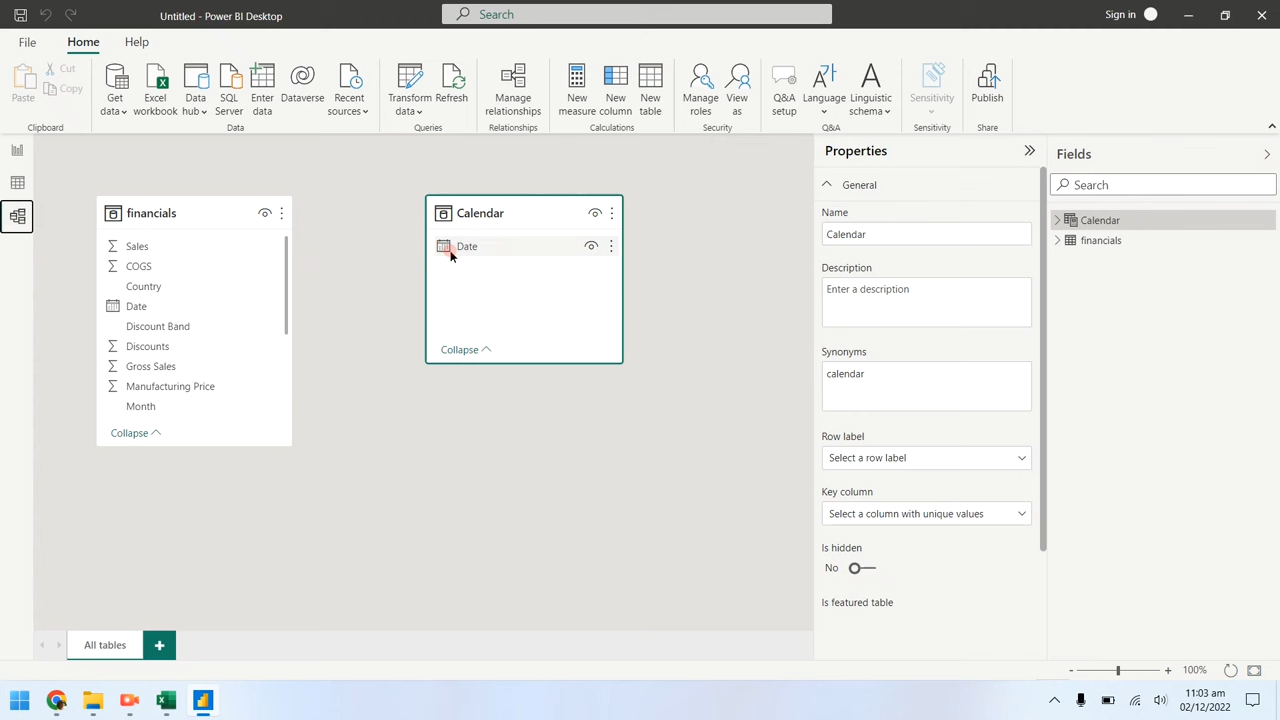 Untitled - Power BI Desktop
Search
Sign in
File
Home
Help
Paste
Cut
Copy
Clipboard
Get data
Excel workbook
Data hub
SQL Server
Enter data
Dataverse
Recent sources
Data
Transform data
Refresh
Queries
Manage relationships
Relationships
New measure
New column
New table
Calculations
Manage roles
View as
Security
Q&A setup
Language
Linguistic schema
Q&A
Sensitivity
Sensitivity
Publish
Share
financials
Sales
COGS
Country
Date
Discount Band
Discounts
Gross Sales
Manufacturing Price
Month
Collapse
Calendar
Date
Collapse
Properties
General
Name
Calendar
Description
Enter a description
Synonyms
calendar
Row label
Select a row label
Key column
Select a column with unique values
Is hidden
No
Is featured table
Fields
Search
Calendar
financials
All tables
100%
11:03 am
02/12/2022